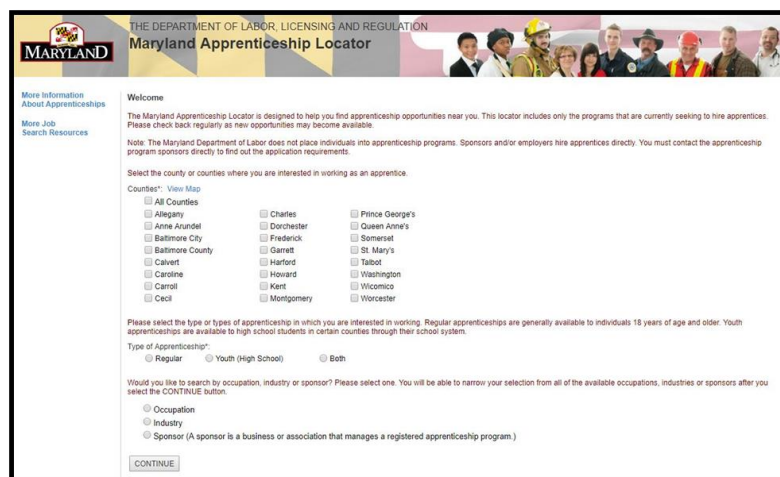 MARYLAND
THE DEPARTMENT OF LABOR, LICENSING AND REGULATION
Maryland Apprenticeship Locator
More Information
About Apprenticeships
More Job
Search Resources
Welcome
The Maryland Apprenticeship Locator is designed to help you find apprenticeship opportunities near you. This locator includes only the programs that are currently seeking to hire apprentices.
Please check back regularly as new opportunities may become available.
Note: The Maryland Department of Labor does not place individuals into apprenticeship programs. Sponsors and/or employers hire apprentices directly. You must contact the apprenticeship
program sponsors directly to find out the application requirements.
Select the county or counties where you are interested in working as an apprentice.
Counties*: View Map
All Counties
Allegany Charles Prince George's
Anne Arundel Dorchester Queen Anne's
Baltimore City Frederick Somerset
Baltimore County Garrett St. Mary's
Calvert Harford Talbot
Caroline Howard Washington
Carroll Kent Wicomico
Cecil Montgomery Worcester
Please select the type or types of apprenticeship in which you are interested in working. Regular apprenticeships are generally available to individuals 18 years of age and older. Youth
apprenticeships are available to high school students in certain counties through their school system.
Type of Apprenticeship*:
Regular Youth (High School) Both
Would you like to search by occupation, industry or sponsor? Please select one. You will be able to narrow your selection from all of the available occupations, industries or sponsors after you
select the CONTINUE button.
Occupation
Industry
Sponsor (A sponsor is a business or association that manages a registered apprenticeship program.)
CONTINUE